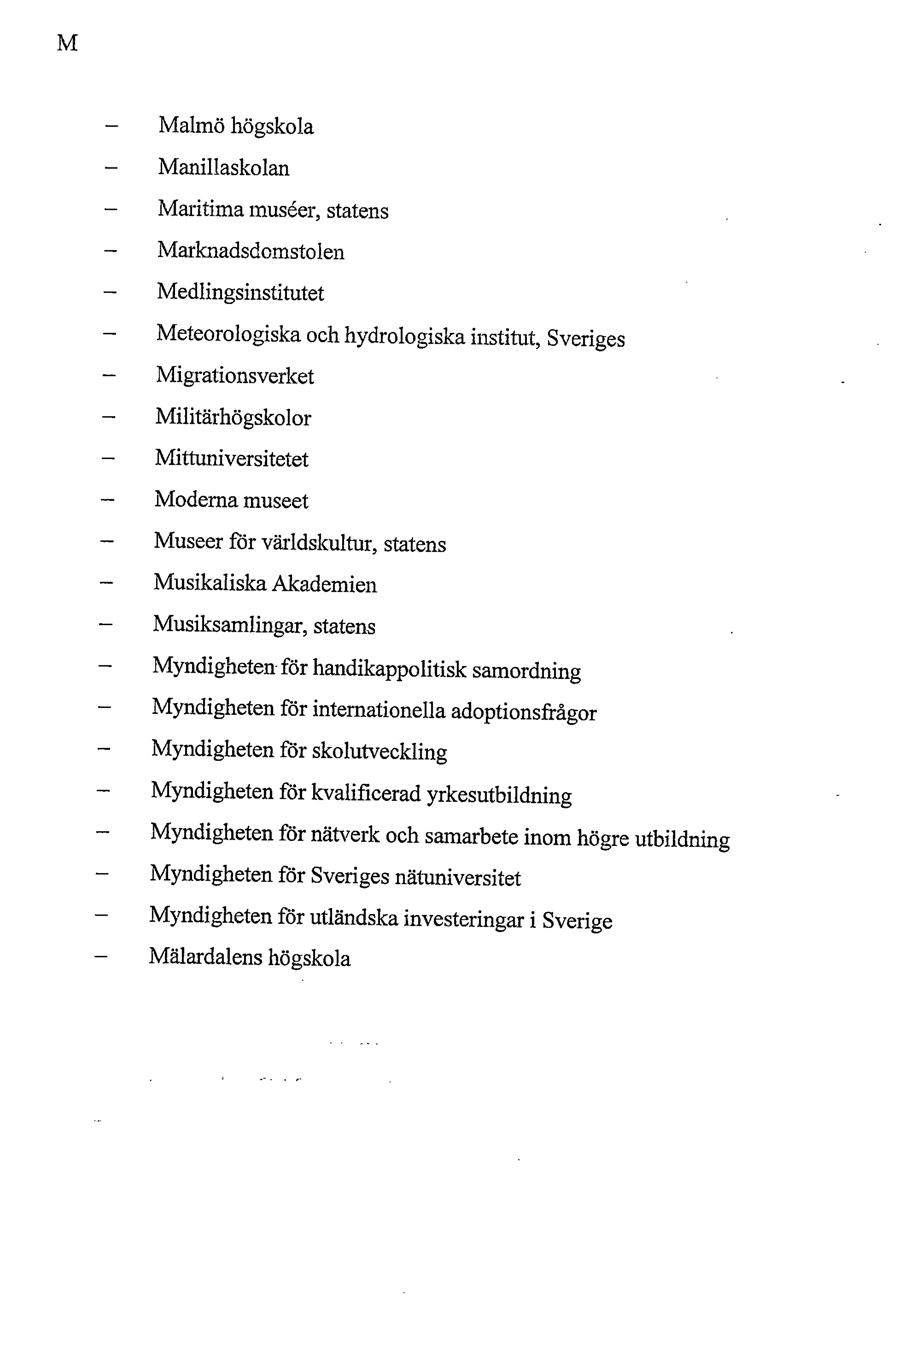 M
– Malmö högskola
– Manillaskolan
– Maritima muséer, statens
– Marknadsdomstolen
– Medlingsinstitutet
– Meteorologiska och hydrologiska institut, Sveriges
– Migrationsverket
– Militärhögskolor
– Mittuniversitetet
– Moderna museet
– Museer för världskultur, statens
– Musikaliska Akademien
– Musiksamlingar, statens
– Myndigheten för handikappolitisk samordning
– Myndigheten för internationella adoptionsfrågor
– Myndigheten för skolutveckling
– Myndigheten för kvalificerad yrkesutbildning
– Myndigheten för nätverk och samarbete inom högre utbildning
– Myndigheten för Sveriges nätuniversitet
– Myndigheten för utländska investeringar i Sverige
– Mälardalens högskola